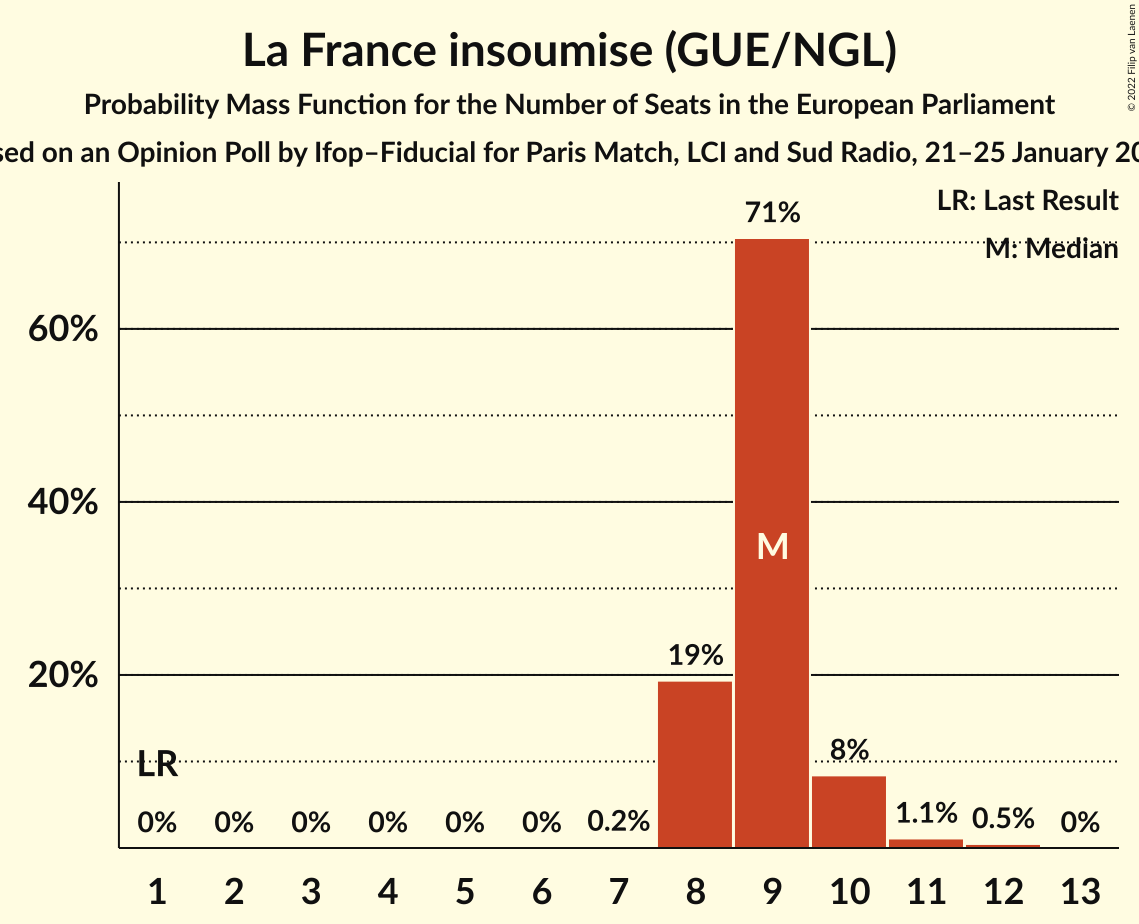 La France insoumise (GUE/NGL)
Probability Mass Function for the Number of Seats in the European Parliament
sed on an Opinion Poll by Ifop–Fiducial for Paris Match, LCI and Sud Radio, 21–25 January 20
© 2022 Filip van Laenen
LR: Last Result
M: Median
71%
60%
40%
M
20%
19%
LR
8%
0% 0% 0% 0% 0% 0% 0.2% 1.1% 0.5% 0%
1 2 3 4 5 6 7 8 9 10 11 12 13